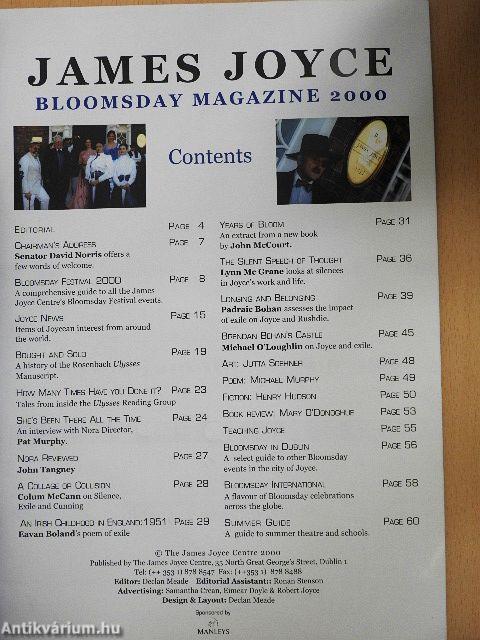 JAMES JOYCE
BLOOMSDAY MAGAZINE 2000
Contents
EDITORIAL PAGE 4
CHAIRMAN'S ADDRESS PAGE 7
Senator David Norris offers a
few words of welcome.
BLOOMSDAY FESTIVAL 2000 PAGE 8
A comprehensive guide to all the James
Joyce Centre's Bloomsday Festival events.
JOYCE NEWS PAGE 15
Items of Joycean interest from around
the world.
BOUGHT AND SOLD PAGE 19
A history of the Rosenbach Ulysses
Manuscript.
HOW MANY TIMES HAVE YOU DONE IT? PAGE 23
Tales from inside the Ulysses Reading Group
SHE'S BEEN THERE ALL THE TIME PAGE 24
An interview with Nora Director,
Pat Murphy.
NORA REVIEWED PAGE 27
John Tangney
A COLLAGE OR COLLISION PAGE 28
Colum McCann on Silence,
Exile and Cunning
AN IRISH CHILDHOOD IN ENGLAND:1951 PAGE 29
Eavan Boland's poem of exile
YEARS OF BLOOM PAGE 31
An extract from a new book
by John McCourt.
THE SILENT SPEECH OF THOUGHT PAGE 36
Lynn Mc Grane looks at silences
in Joyce's work and life.
LONGING AND BELONGING PAGE 39
Padraic Bohan assesses the impact
of exile on Joyce and Rushdie.
BRENDAN BEHAN'S CASTLE PAGE 45
Michael O'Loughlin on Joyce and exile.
ART: JUTTA SOEHNER PAGE 48
POEM: MICHAEL MURPHY PAGE 49
FICTION: HENRY HUDSON PAGE 50
BOOK REVIEW: MARY O'DONOGHUE PAGE 53
TEACHING JOYCE PAGE 55
BLOOMSDAY IN DUBLIN PAGE 56
A select guide to other Bloomsday
events in the city of Joyce.
BLOOMSDAY INTERNATIONAL PAGE 58
A flavour of Bloomsday celebrations
across the globe.
SUMMER GUIDE PAGE 60
A guide to summer theatre and schools.
© The James Joyce Centre 2000
Published by The James Joyce Centre, 35 North Great George's Street, Dublin 1
Tel: (++ 353 1) 878 8547 Fax: (++353 1) 878 8488
Editor: Declan Meade Editorial Assistant: Ronan Stenson
Advertising: Samantha Crean, Eimear Doyle & Robert Joyce
Design & Layout: Declan Meade
Sponsored by
MANLEYS
Antikvárium.hu